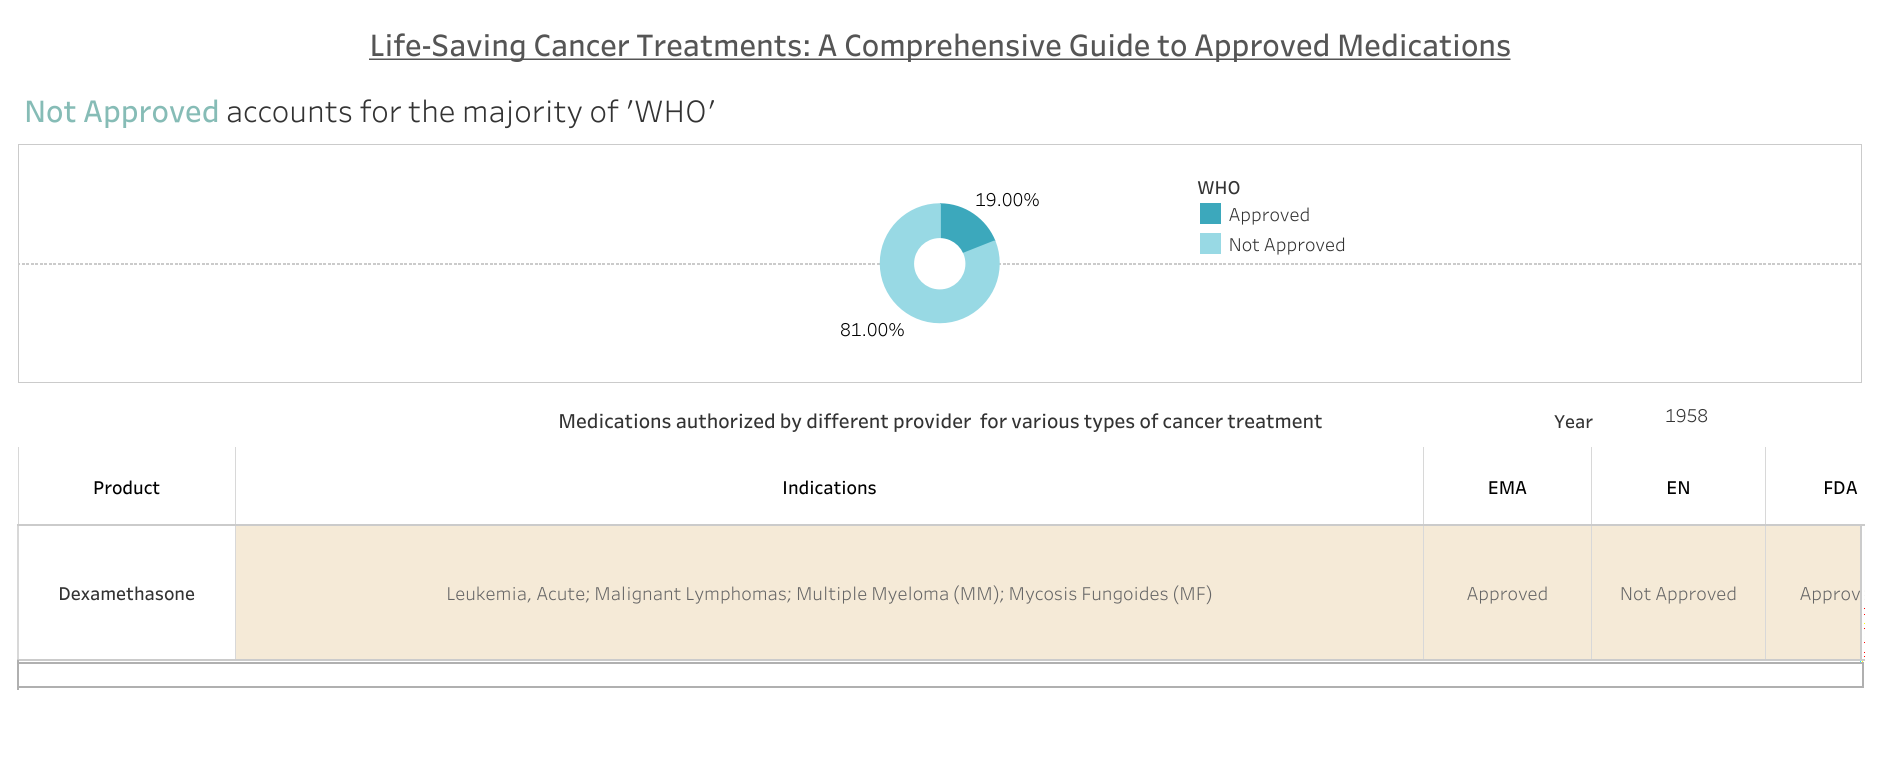 Life-Saving Cancer Treatments: A Comprehensive Guide to Approved Medications
Not Approved accounts for the majority of ’WHO’
19.00%
81.00%
WHO
Approved
Not Approved
Medications authorized by different provider for various types of cancer treatment
Year
1958
Product
Indications
EMA
EN
FDA
Dexamethasone
Leukemia, Acute; Malignant Lymphomas; Multiple Myeloma (MM); Mycosis Fungoides (MF)
Approved
Not Approved
Approv